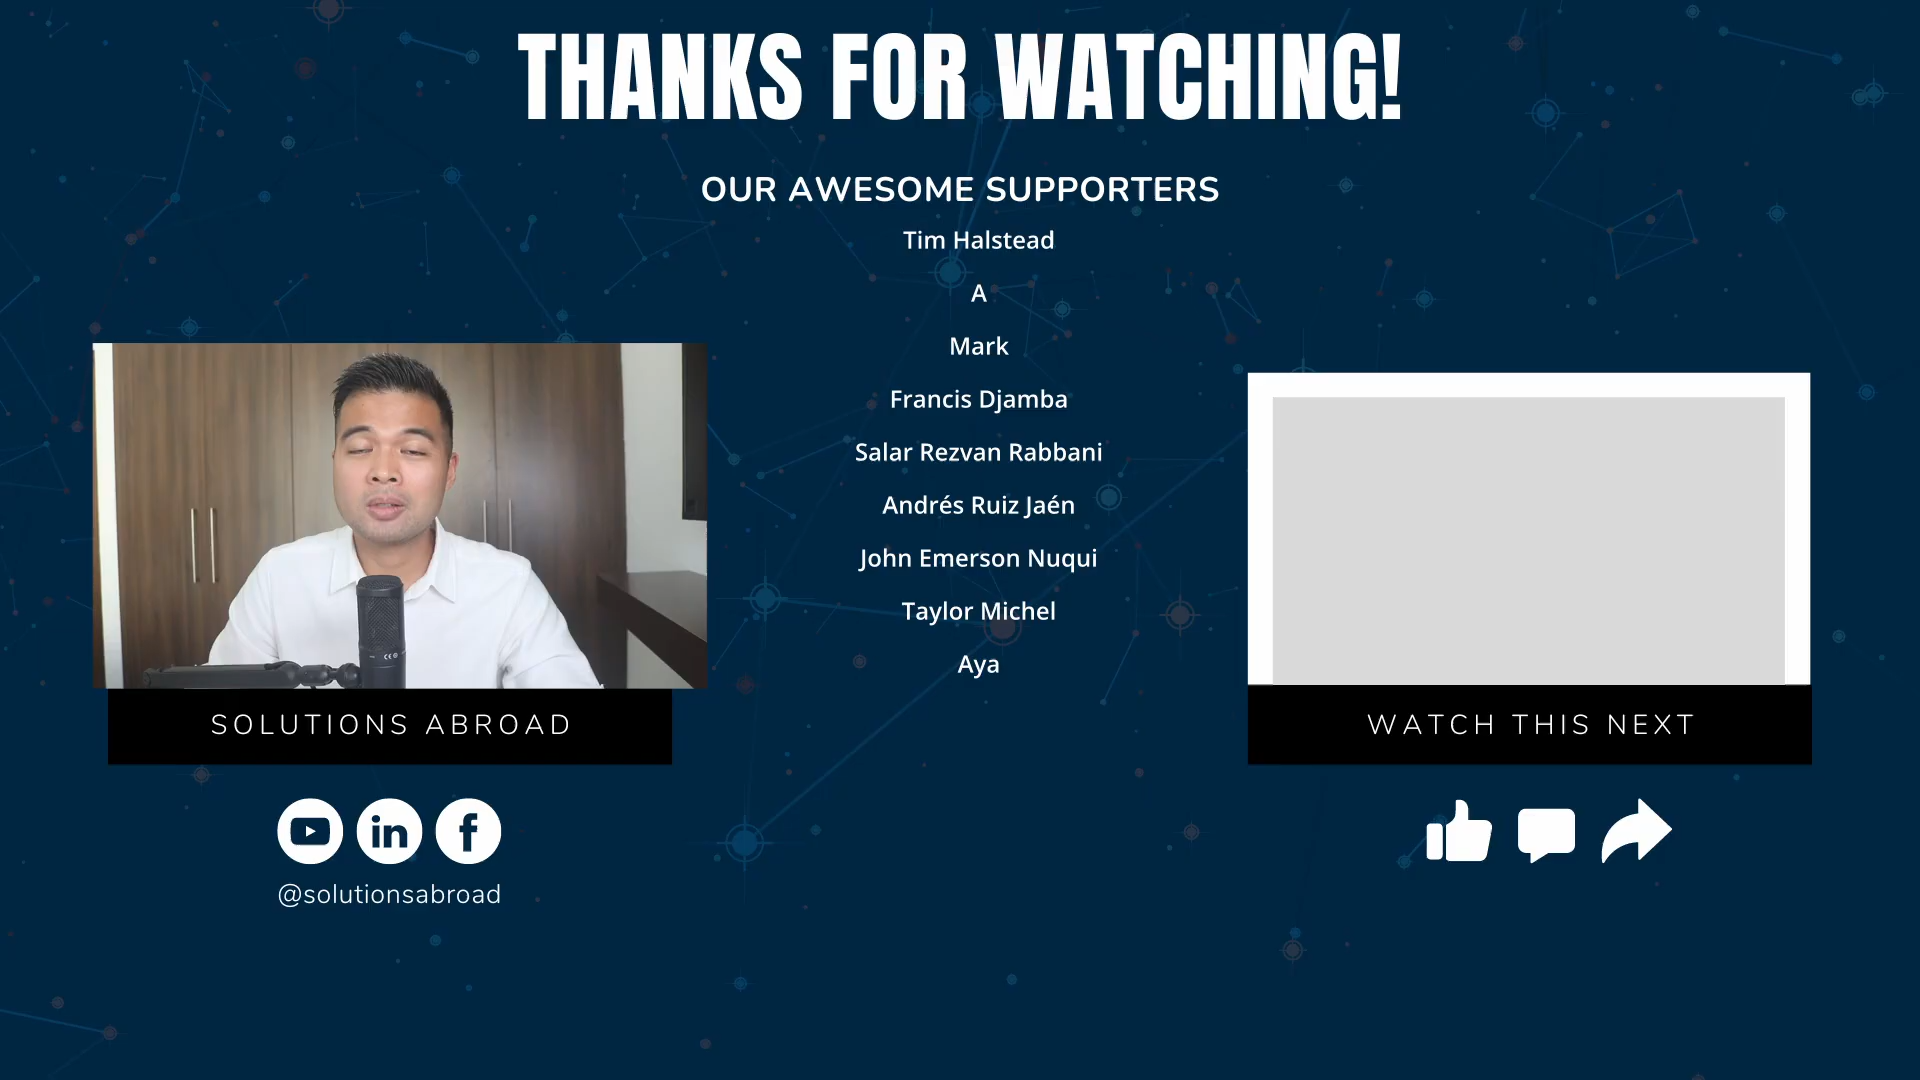 THANKS FOR WATCHING!
OUR AWESOME SUPPORTERS
Tim Halstead
A
Mark
Francis Djamba
Salar Rezvan Rabbani
Andrés Ruiz Jaén
John Emerson Nuqui
Taylor Michel
Aya
SOLUTIONS ABROAD
@solutionsabroad
WATCH THIS NEXT